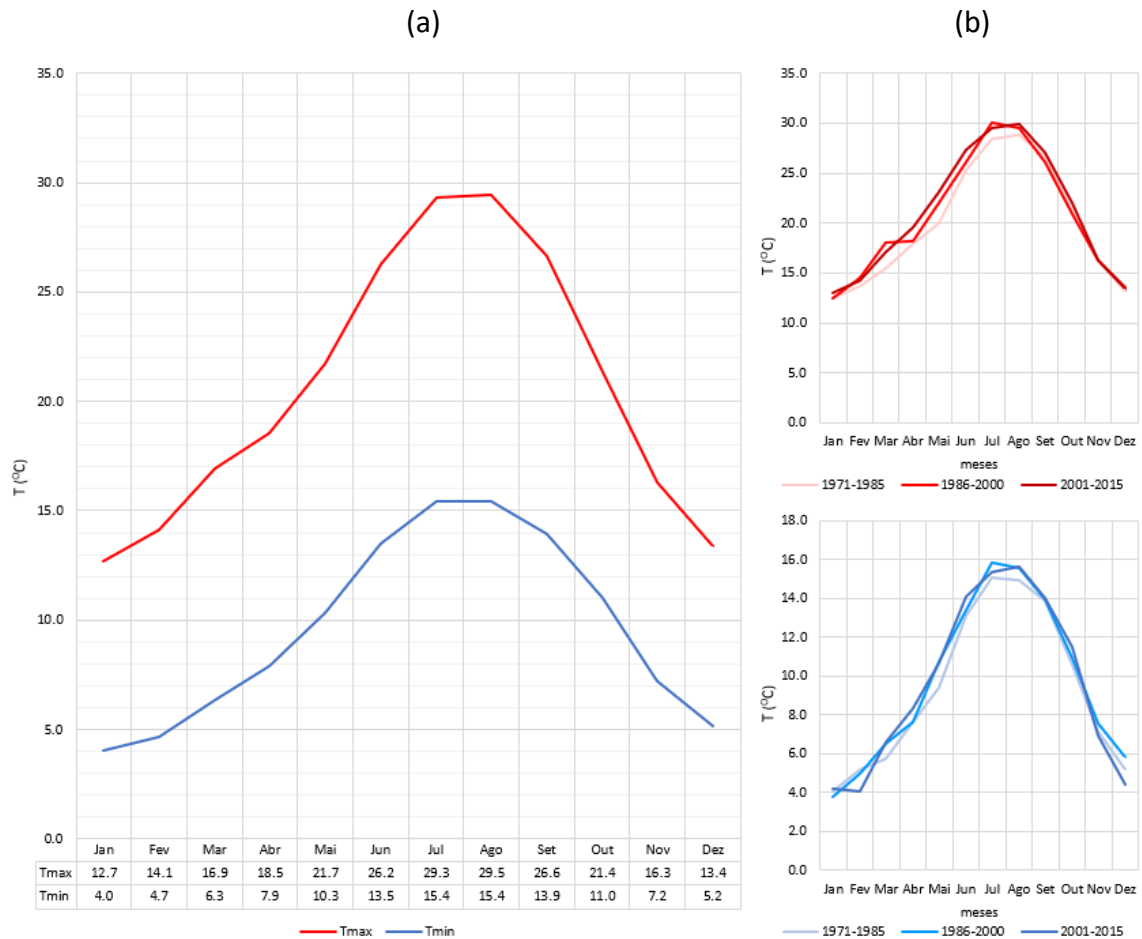 (a)
35.0
30.0
25.0
20.0
15.0
10.0
5.0
0.0
T (°C)
Jan Fev Mar Abr Mai Jun Jul Ago Set Out Nov Dez
Tmax 12.7 14.1 16.9 18.5 21.7 26.2 29.3 29.5 26.6 21.4 16.3 13.4
Tmin 4.0 4.7 6.3 7.9 10.3 13.5 15.4 15.4 13.9 11.0 7.2 5.2
Tmax Tmin
(b)
35.0
30.0
25.0
20.0
15.0
10.0
5.0
0.0
T (°C)
Jan Fev Mar Abr Mai Jun Jul Ago Set Out Nov Dez
meses
1971-1985 1986-2000 2001-2015
18.0
16.0
14.0
12.0
10.0
8.0
6.0
4.0
2.0
0.0
T (°C)
Jan Fev Mar Abr Mai Jun Jul Ago Set Out Nov Dez
meses
1971-1985 1986-2000 2001-2015